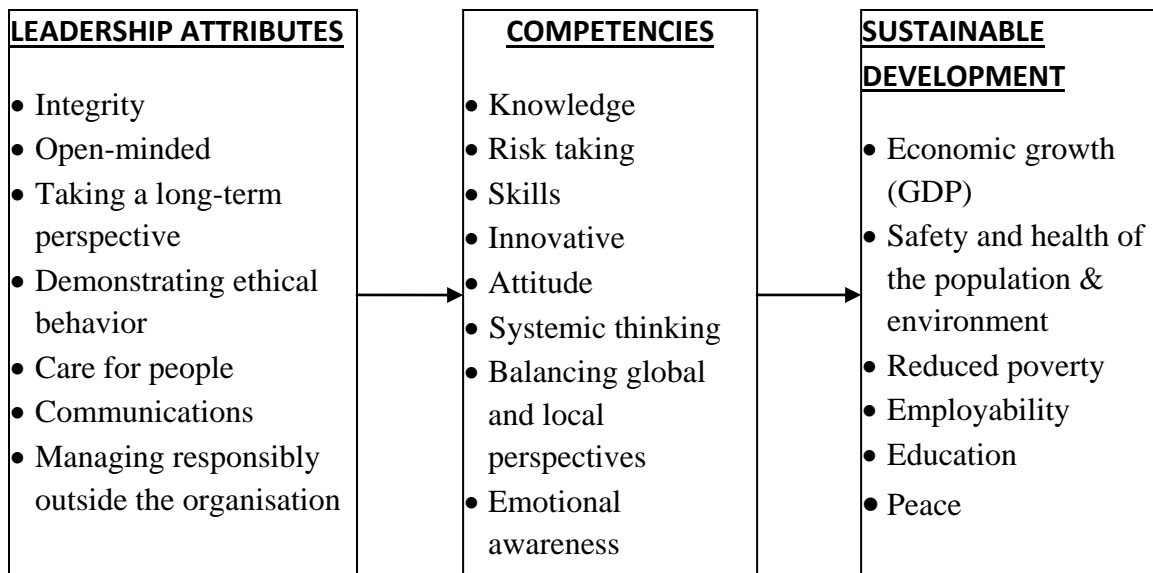 LEADERSHIP ATTRIBUTES
• Integrity
• Open-minded
• Taking a long-term
perspective
• Demonstrating ethical
behavior
• Care for people
• Communications
• Managing responsibly
outside the organisation
COMPETENCIES
• Knowledge
• Risk taking
• Skills
• Innovative
• Attitude
• Systemic thinking
• Balancing global
and local
perspectives
• Emotional
awareness
SUSTAINABLE
DEVELOPMENT
• Economic growth
(GDP)
• Safety and health of
the population &
environment
• Reduced poverty
• Employability
• Education
• Peace